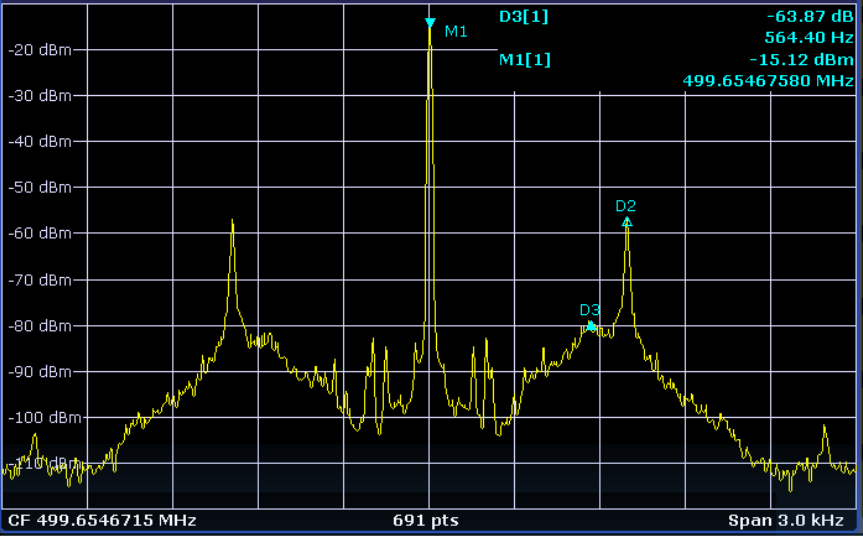 D3[1] -63.87 dB
564.40 Hz
M1[1] -15.12 dBm
499.65467580 MHz
M1
-20 dBm
-30 dBm
-40 dBm
-50 dBm
D2
-60 dBm
-70 dBm
D3
-80 dBm
-90 dBm
-100 dBm
-110 dBm
CF 499.6546715 MHz 691 pts Span 3.0 kHz